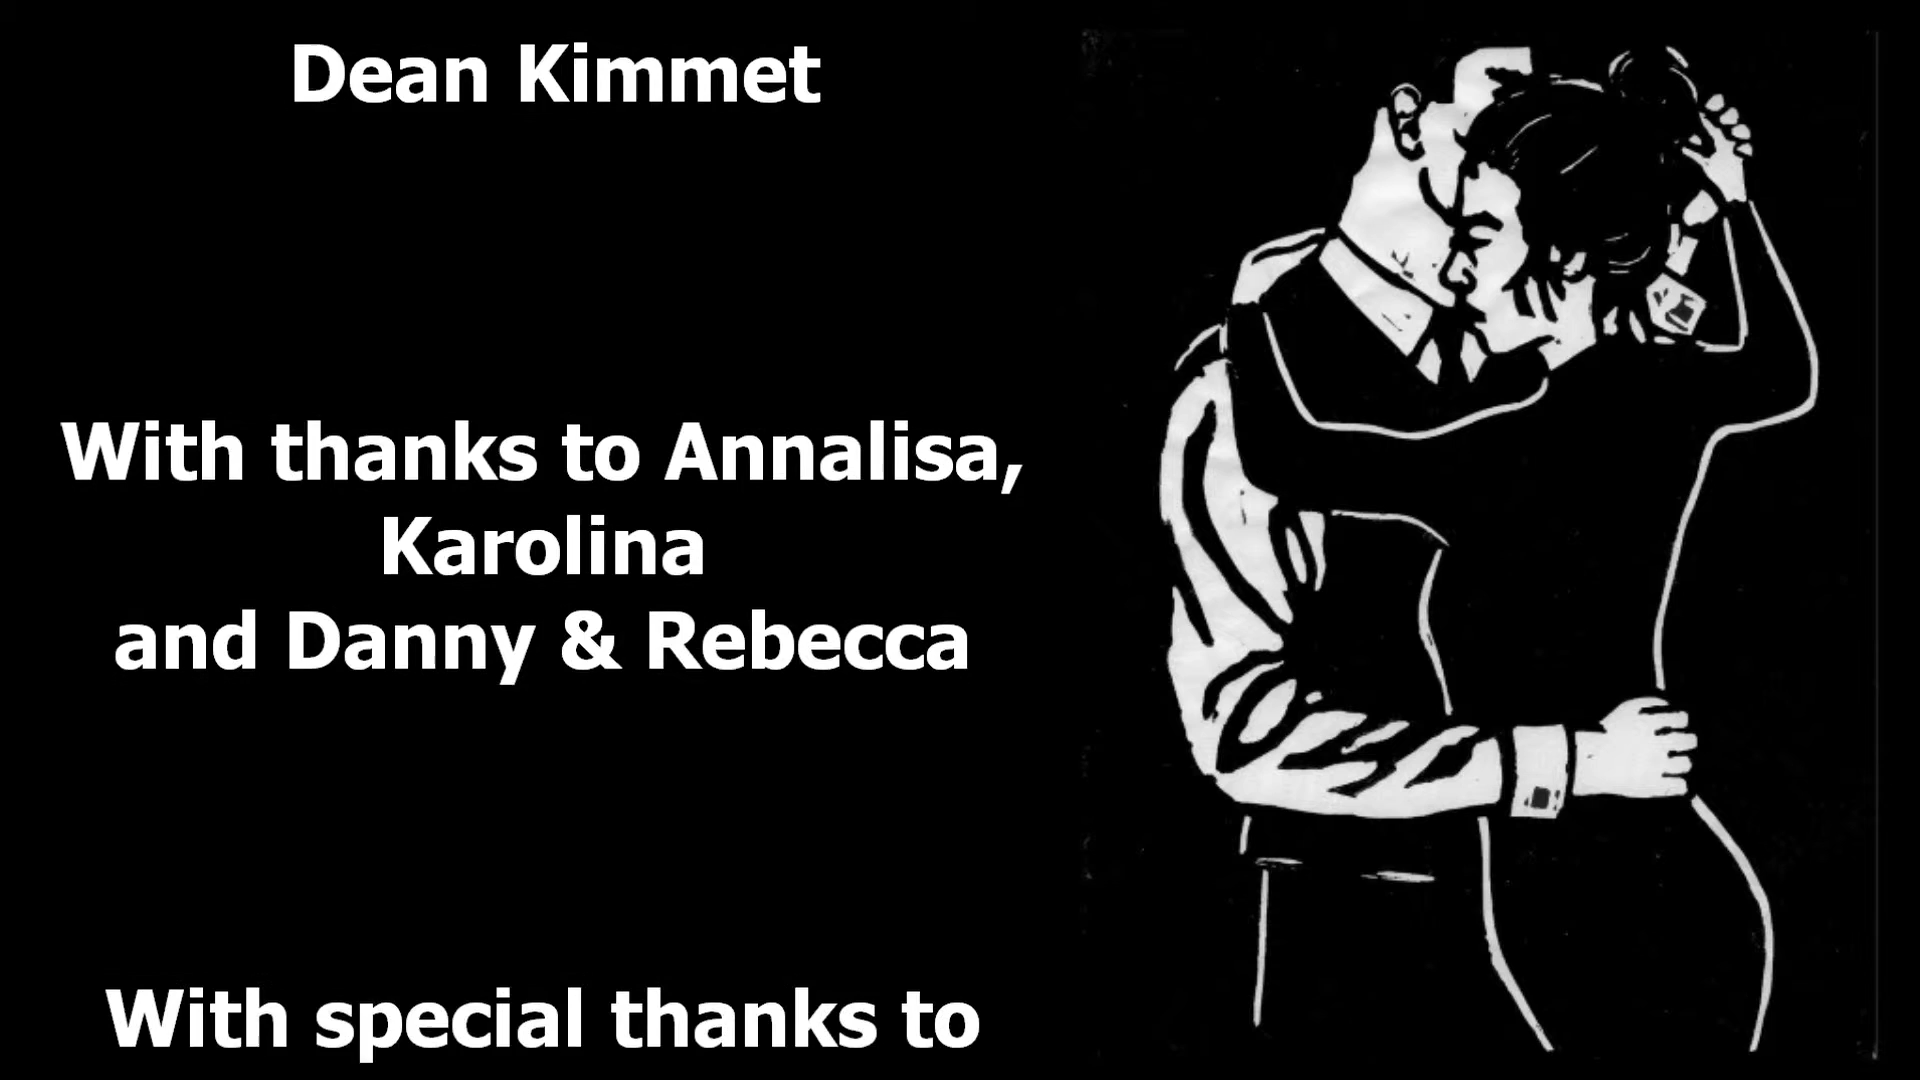 Dean Kimmet
With thanks to Annalisa,
Karolina
and Danny & Rebecca
With special thanks to